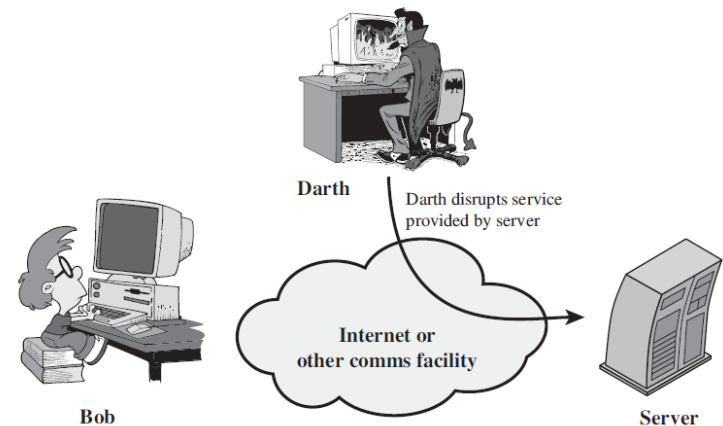 Darth
Darth disrupts service
provided by server
Internet or
other comms facility
Bob
Server